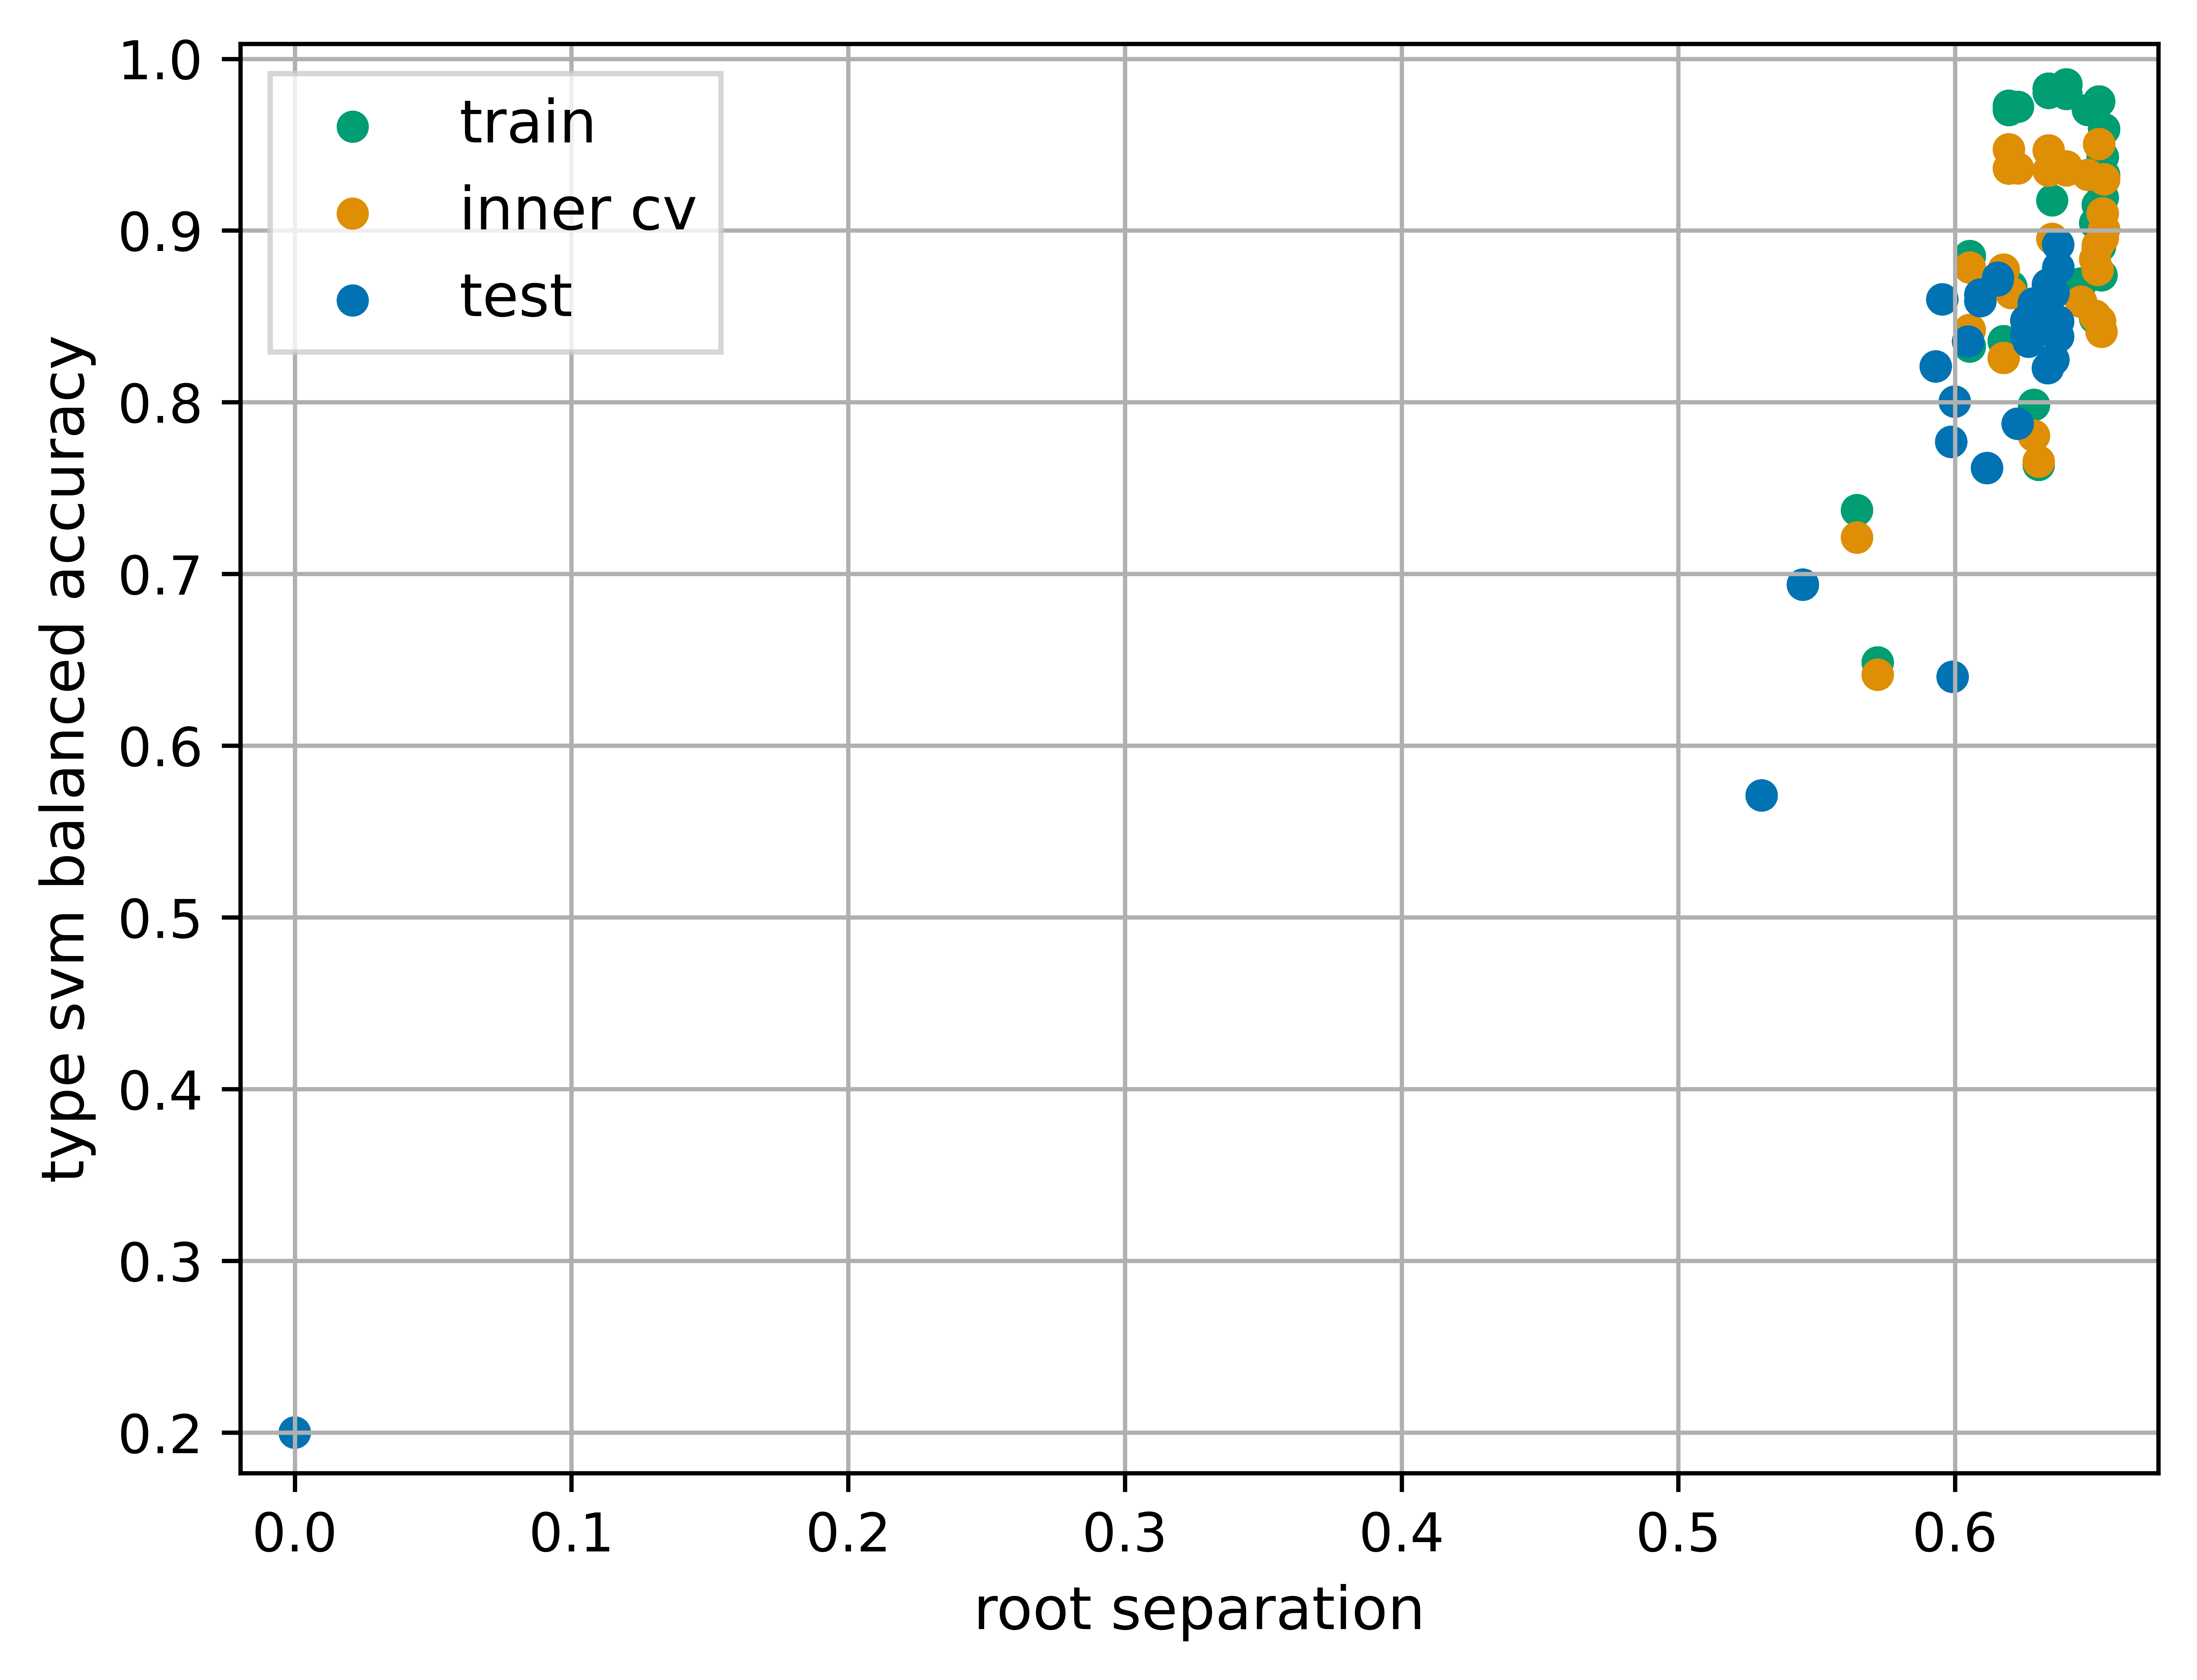 train
inner cv
test
type svm balanced accuracy
1.0
0.9
0.8
0.7
0.6
0.5
0.4
0.3
0.2
0.0 0.1 0.2 0.3 0.4 0.5 0.6
root separation